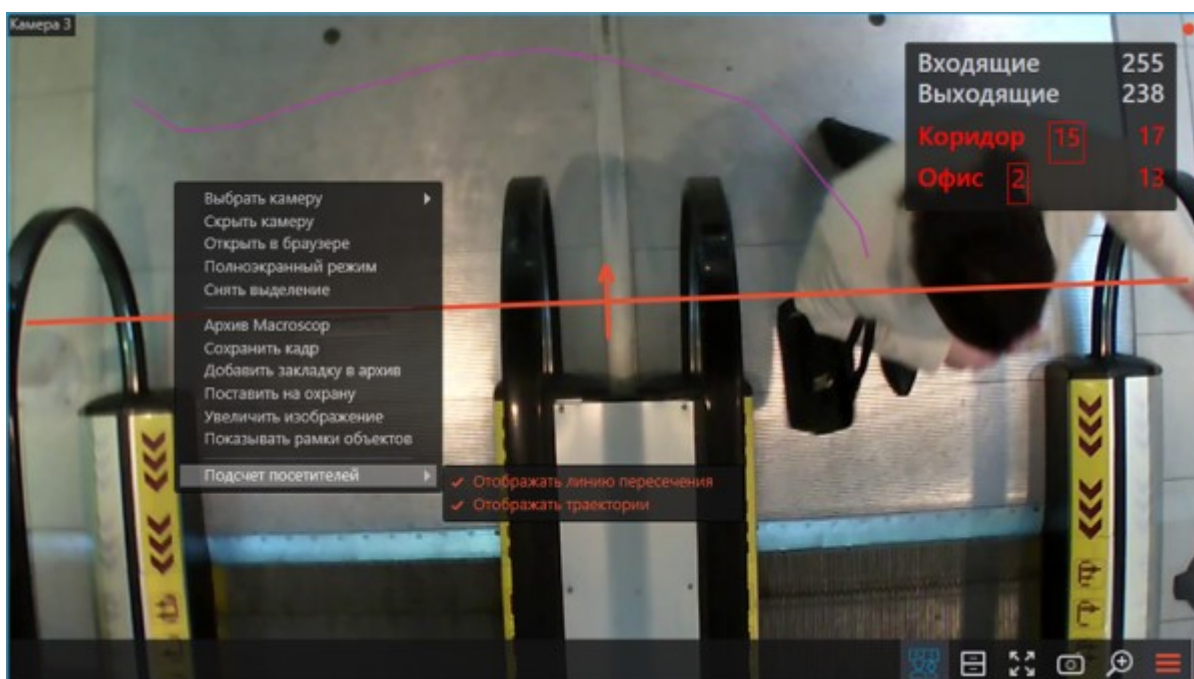 Камера 3
Входящие 255
Выходящие 238
Коридор 15 17
Офис 2 13
Выбрать камеру
Скрыть камеру
Открыть в браузере
Полноэкранный режим
Снять выделение
Архив Macroscop
Сохранить кадр
Добавить закладку в архив
Поставить на охрану
Увеличить изображение
Показывать рамки объектов
Подсчет посетителей
Отображать линию пересечения
Отображать траектории